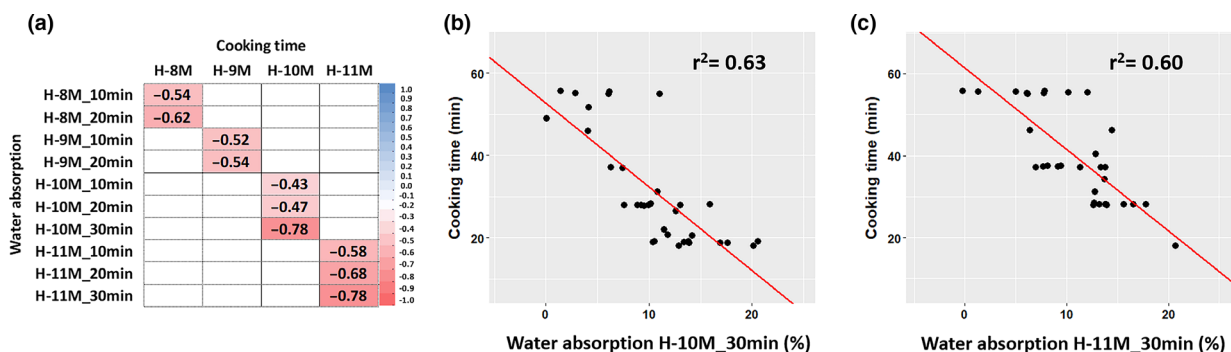 (a)
Cooking time
H-8M H-9M H-10M H-11M
Water absorption
H-8M_10min −0.54
H-8M_20min −0.62
H-9M_10min −0.52
H-9M_20min −0.54
H-10M_10min −0.43
H-10M_20min −0.47
H-10M_30min −0.78
H-11M_10min −0.58
H-11M_20min −0.68
H-11M_30min −0.78
1.0
0.9
0.8
0.7
0.6
0.5
0.4
0.3
0.2
0.0
-0.2
-0.3
-0.4
-0.5
-0.6
-0.7
-0.8
-0.9
-1.0
(b)
r²= 0.63
Cooking time (min)
60
40
20
0 10 20
Water absorption H-10M_30min (%)
(c)
r²= 0.60
Cooking time (min)
60
40
20
0 10 20
Water absorption H-11M_30min (%)